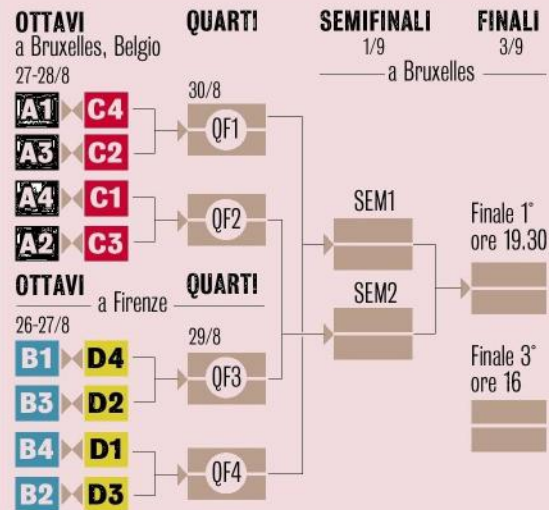 OTTAVI QUARTI SEMIFINALI FINALI
a Bruxelles, Belgio 1/9 3/9
27-28/8 a Bruxelles
30/8
A1 C4
QF1
A3 C2
A4 C1
QF2
A2 C3
SEM1
Finale 1°
ore 19.30
OTTAVI QUARTI
a Firenze
SEM2
26-27/8 29/8
B1 D4
QF3
B3 D2
Finale 3°
ore 16
B4 D1
QF4
B2 D3